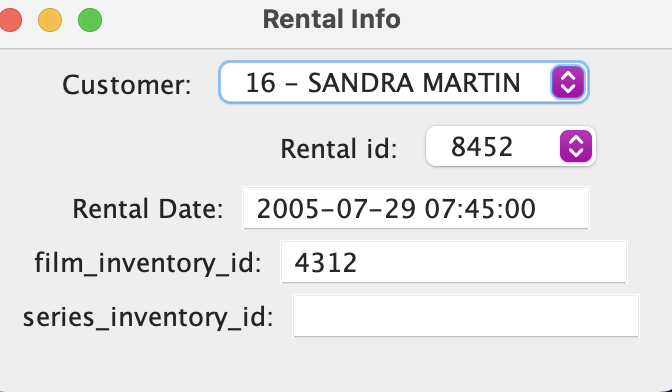 Rental Info
Customer: 16 – SANDRA MARTIN
Rental id: 8452
Rental Date: 2005-07-29 07:45:00
film_inventory_id: 4312
series_inventory_id: